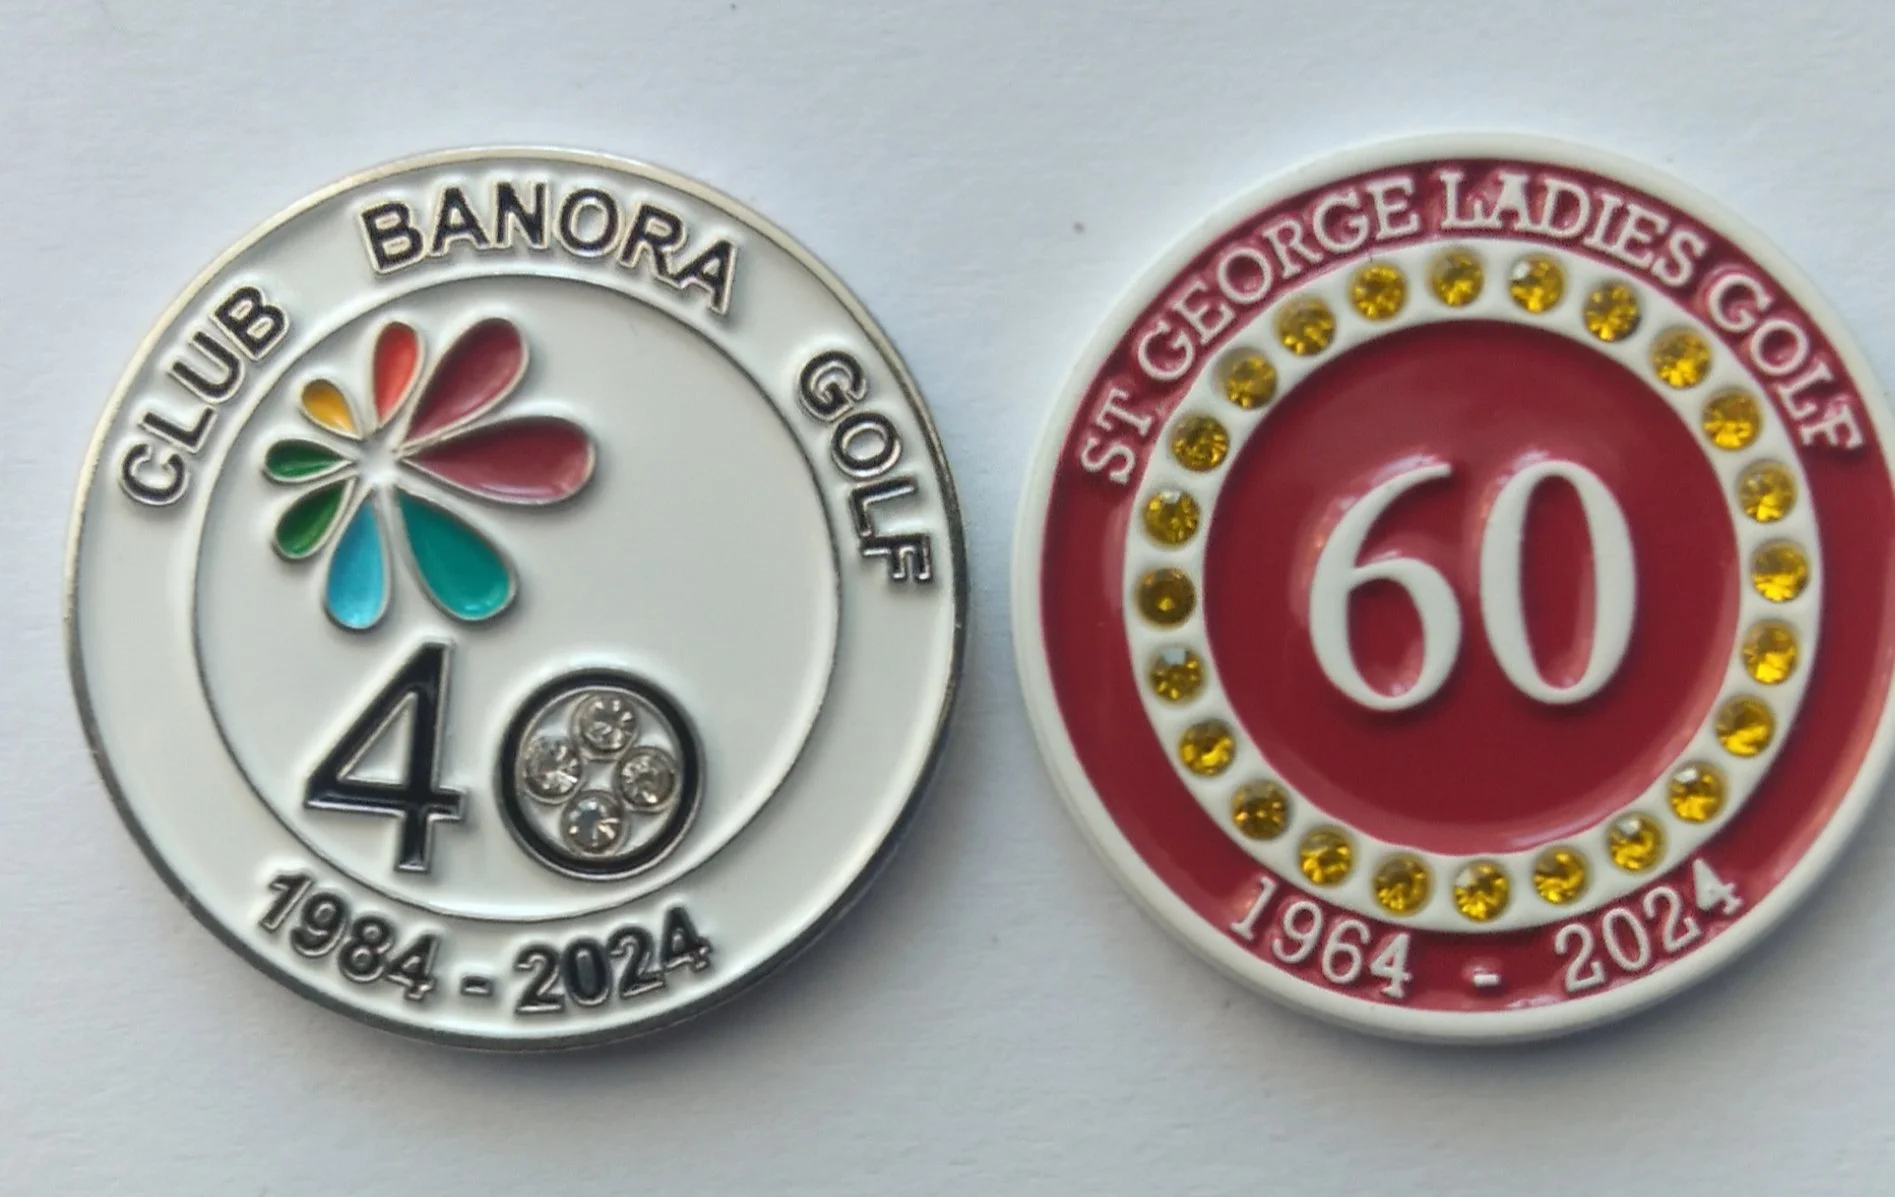 CLUB BANORA GOLF
40
1984 - 2024
ST GEORGE LADIES GOLF
60
1964 - 2024